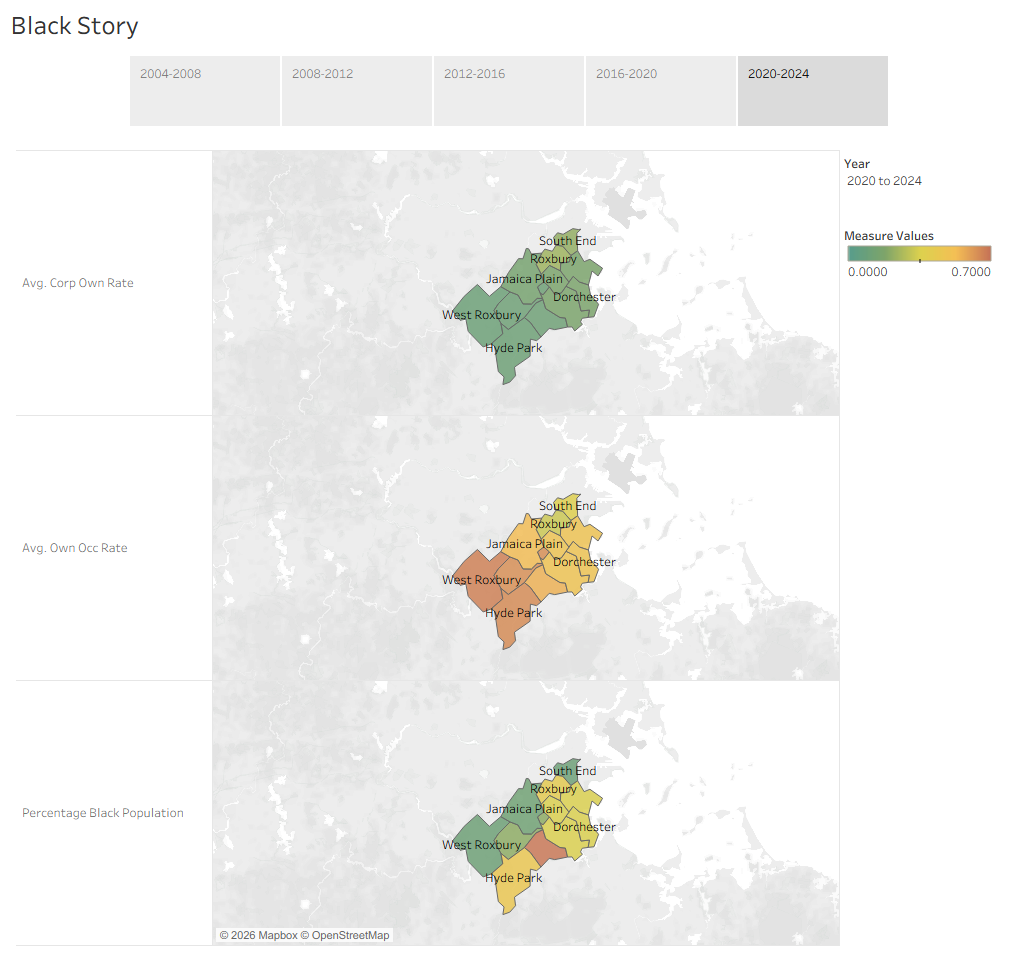 Black Story
2004-2008
2008-2012
2012-2016
2016-2020
2020-2024
Year
2020 to 2024
Measure Values
0.0000
0.7000
Avg. Corp Own Rate
South End
Roxbury
Jamaica Plain
Dorchester
West Roxbury
Hyde Park
Avg. Own Occ Rate
South End
Roxbury
Jamaica Plain
Dorchester
West Roxbury
Hyde Park
Percentage Black Population
South End
Roxbury
Jamaica Plain
Dorchester
West Roxbury
Hyde Park
© 2026 Mapbox © OpenStreetMap